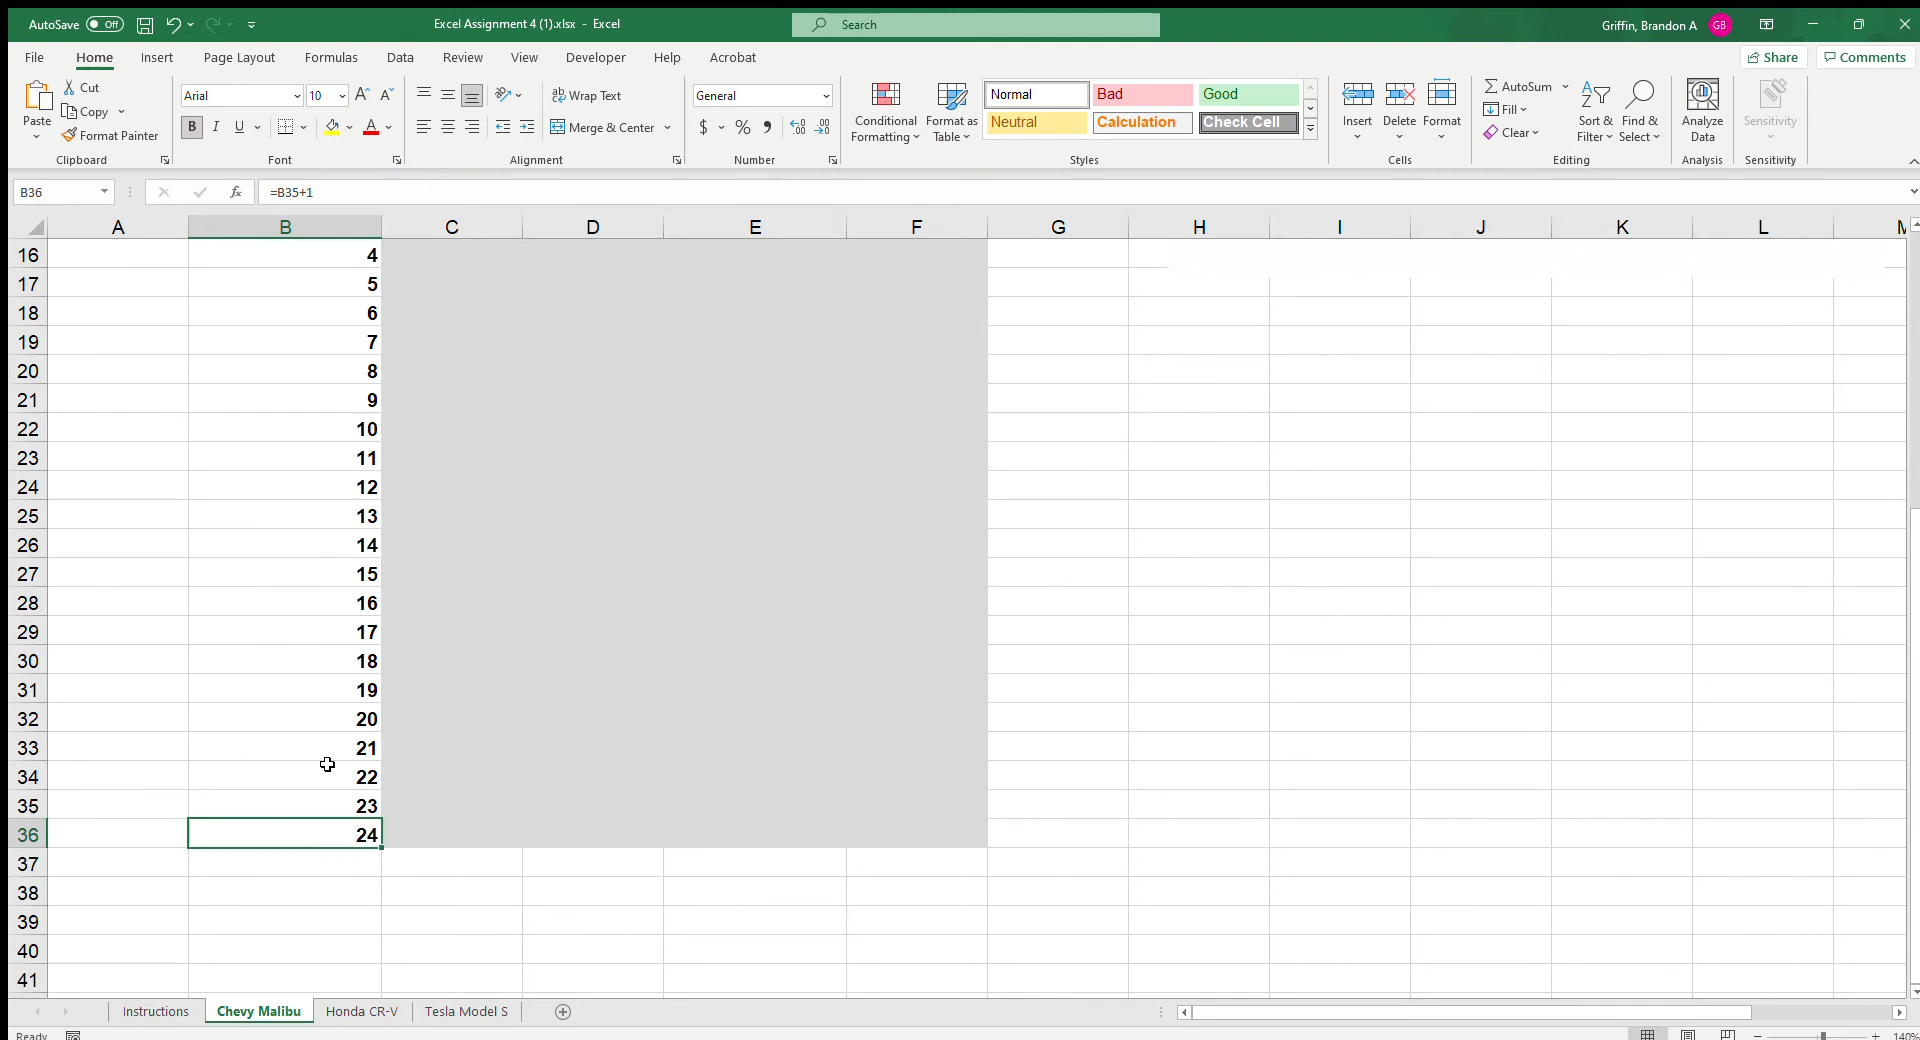 AutoSave Off Excel Assignment 4 (1).xlsx - Excel Search Griffin, Brandon A GB
File Home Insert Draw Page Layout Formulas Data Review View Developer Help Acrobat Share Comments
Paste Cut Copy Format Painter Clipboard
Arial 10 A A B I U A Font
Wrap Text Merge & Center Alignment
General $ % Number
Conditional Formatting Format as Table Normal Bad Good Neutral Calculation Check Cell Styles
Insert Delete Format Cells
AutoSum Fill Clear Sort & Filter Find & Select Editing
Analyze Data Analysis
Sensitivity Sensitivity
B36 fx =B35+1
A B C D E F G H I J K L M
16 4
17 5
18 6
19 7
20 8
21 9
22 10
23 11
24 12
25 13
26 14
27 15
28 16
29 17
30 18
31 19
32 20
33 21
34 22
35 23
36 24
37
38
39
40
41
Instructions Chevy Malibu Honda CR-V Tesla Model S
Ready 140%